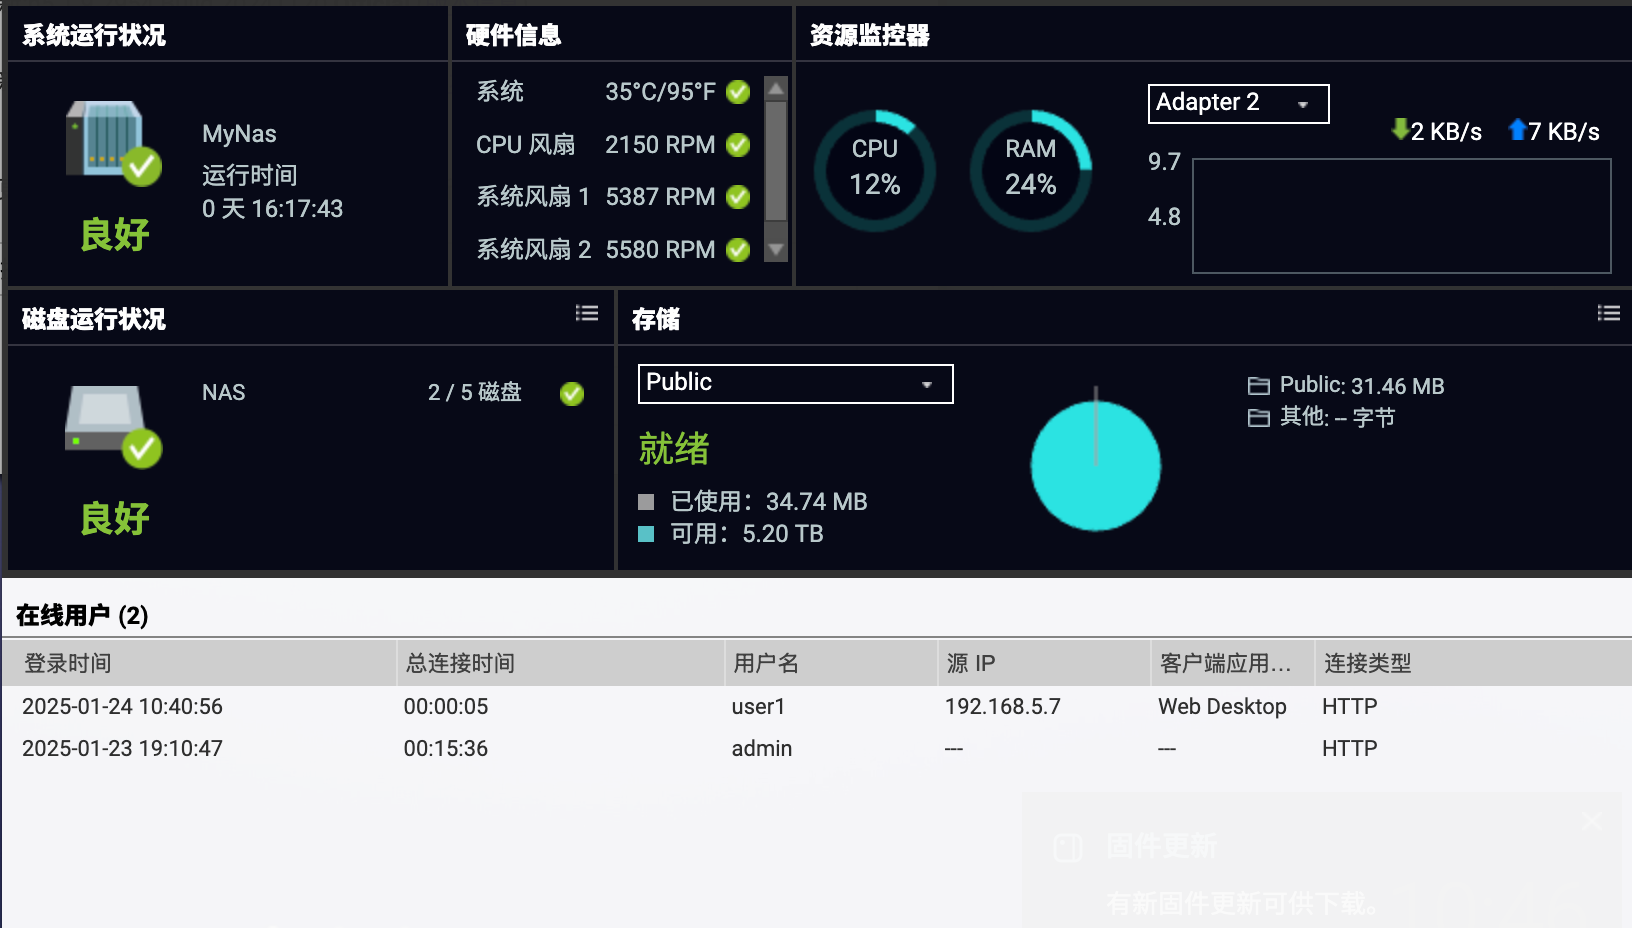 系统运行状况
MyNas
运行时间
0 天 16:17:43
良好
硬件信息
系统 35°C/95°F
CPU 风扇 2150 RPM
系统风扇 1 5387 RPM
系统风扇 2 5580 RPM
资源监控器
CPU
12%
RAM
24%
Adapter 2
2 KB/s 7 KB/s
9.7
4.8
磁盘运行状况
NAS 2 / 5 磁盘
良好
存储
Public
就绪
已使用：34.74 MB
可用：5.20 TB
Public: 31.46 MB
其他: -- 字节
在线用户 (2)
登录时间 总连接时间 用户名 源 IP 客户端应用... 连接类型
2025-01-24 10:40:56 00:00:05 user1 192.168.5.7 Web Desktop HTTP
2025-01-23 19:10:47 00:15:36 admin --- --- HTTP
固件更新
有新固件更新可供下载。